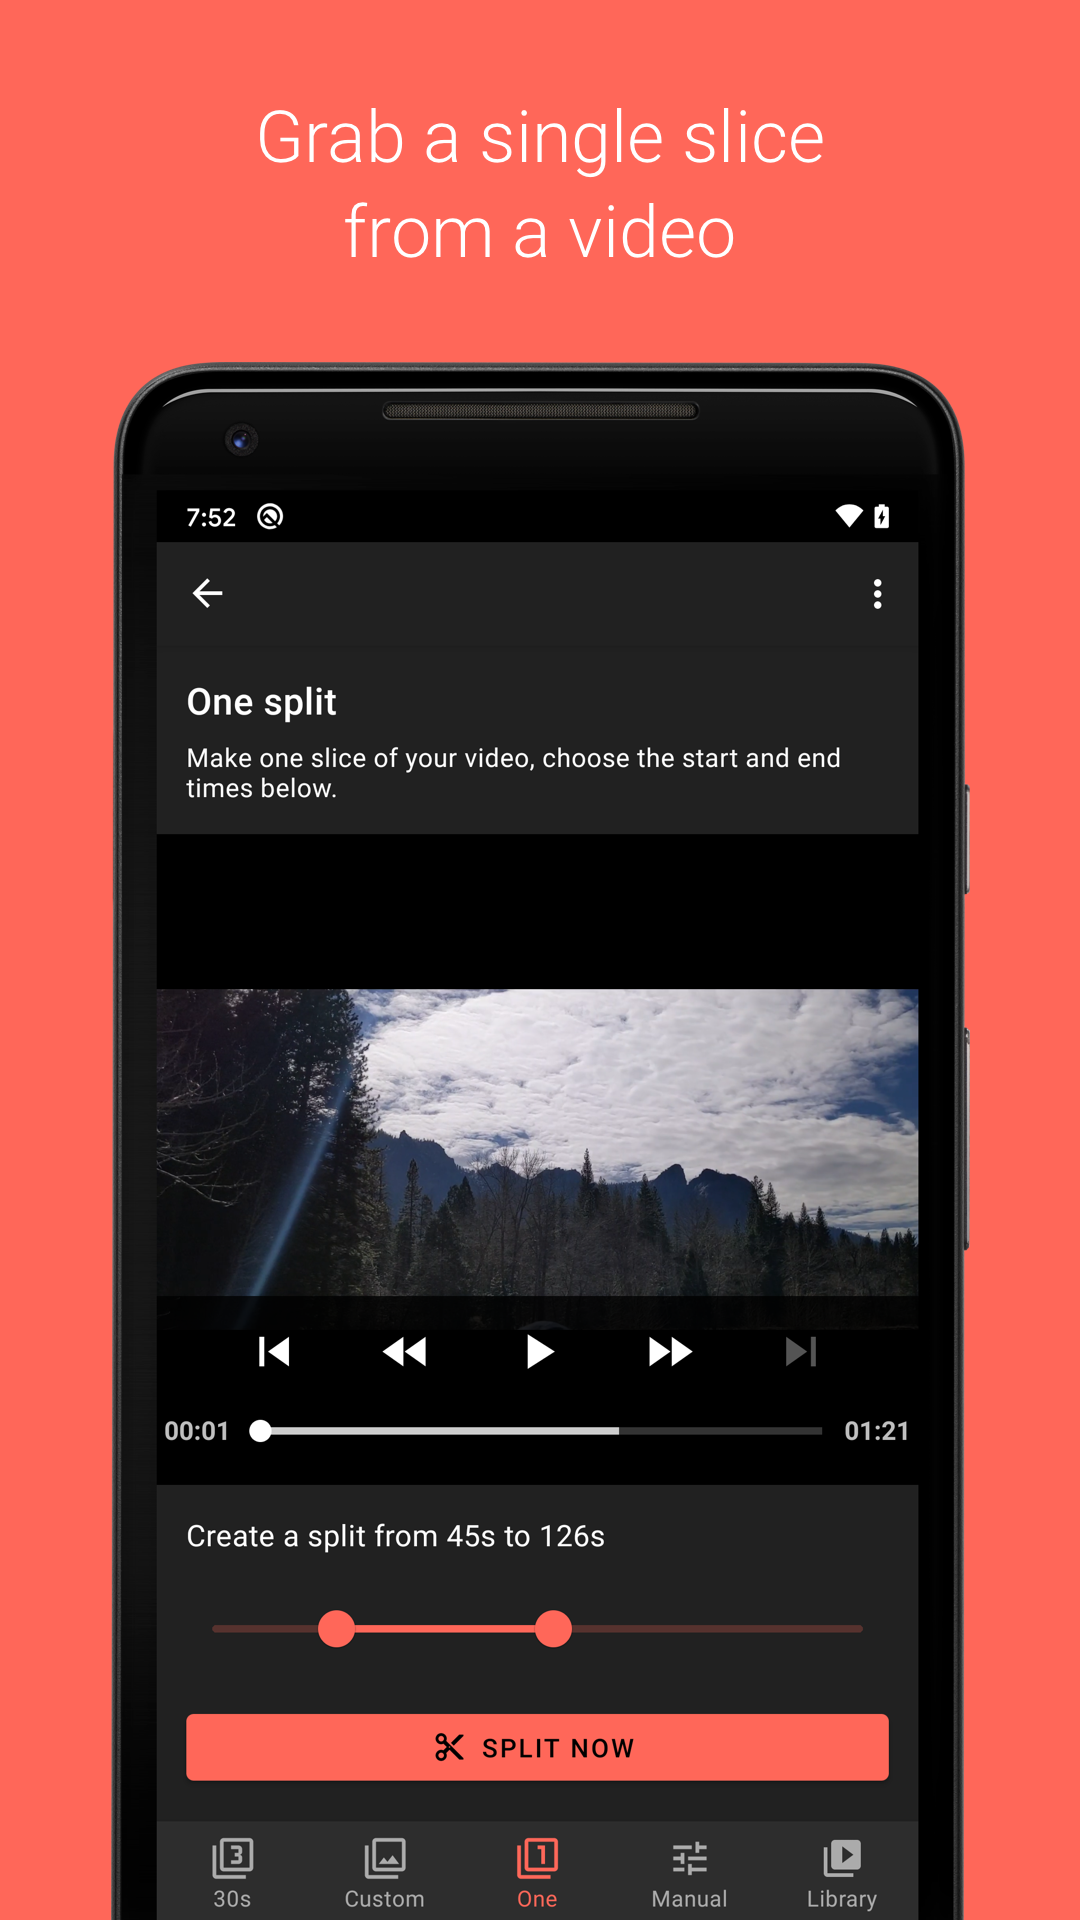 Grab a single slice
from a video
7:52
One split
Make one slice of your video, choose the start and end
times below.
00:01
01:21
Create a split from 45s to 126s
SPLIT NOW
3
1
30s
Custom
One
Manual
Library